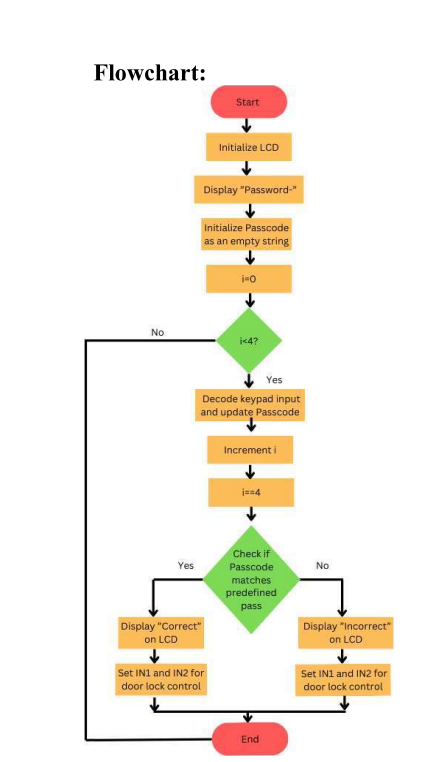 Flowchart:
Start
Initialize LCD
Display "Password-"
Initialize Passcode
as an empty string
i=0
No
i<4?
Yes
Decode keypad input
and update Passcode
Increment i
i==4
Check if
Passcode
matches
predefined
pass
Yes
No
Display "Correct"
on LCD
Display "Incorrect"
on LCD
Set IN1 and IN2 for
door lock control
Set IN1 and IN2 for
door lock control
End